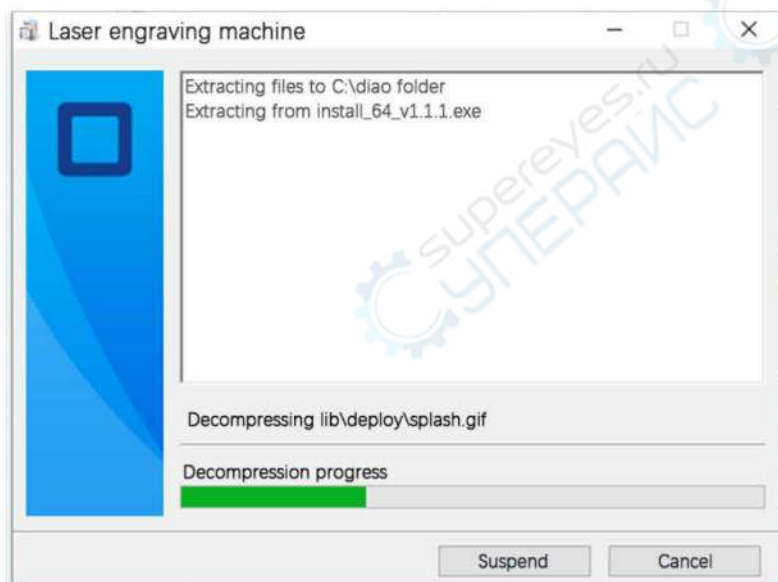 Laser engraving machine
Extracting files to C:\diao folder
Extracting from install_64_v1.1.1.exe
supereyes.ru
СУПЕРАЙС
Decompressing lib\deploy\splash.gif
Decompression progress
Suspend
Cancel